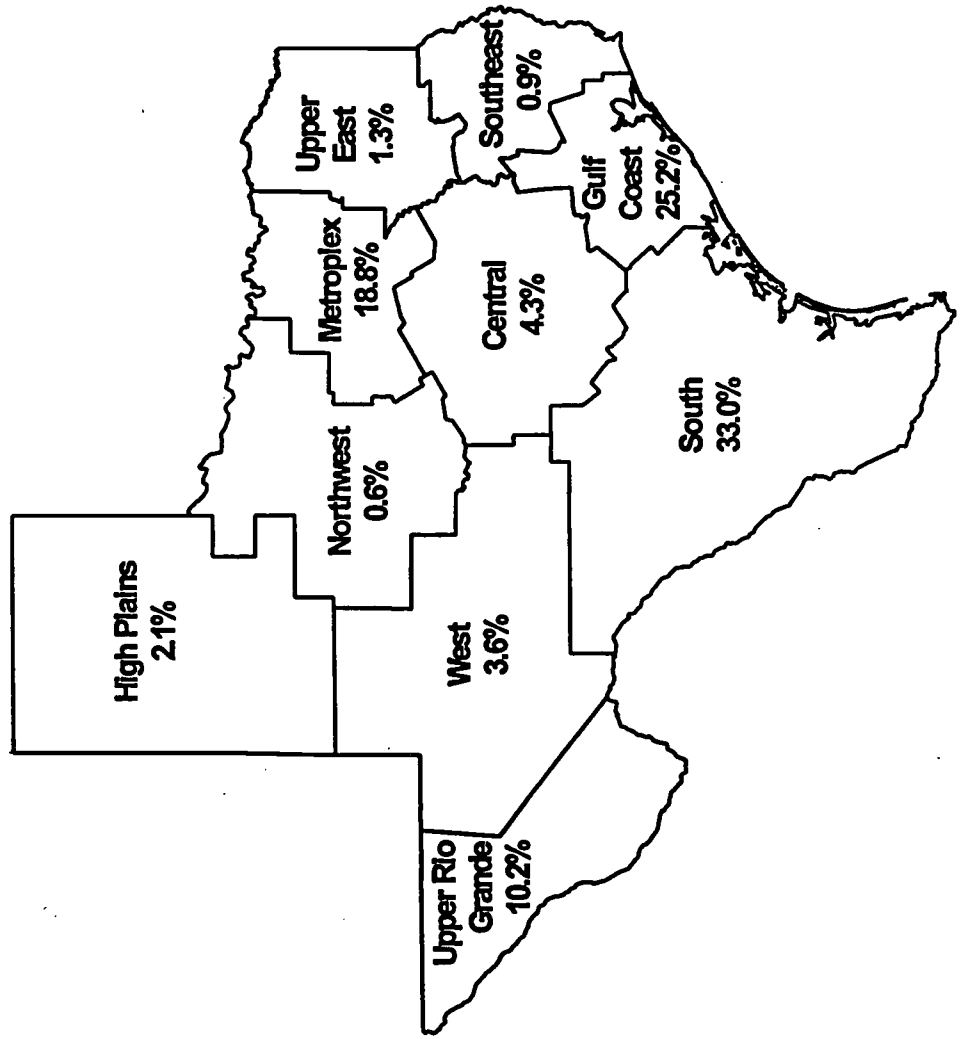 High Plains
2.1%
Northwest
0.6%
Metroplex
18.8%
Upper
East
1.3%
Southeast
0.9%
Gulf
Coast
25.2%
Central
4.3%
West
3.6%
Upper Rio
Grande
10.2%
South
33.0%